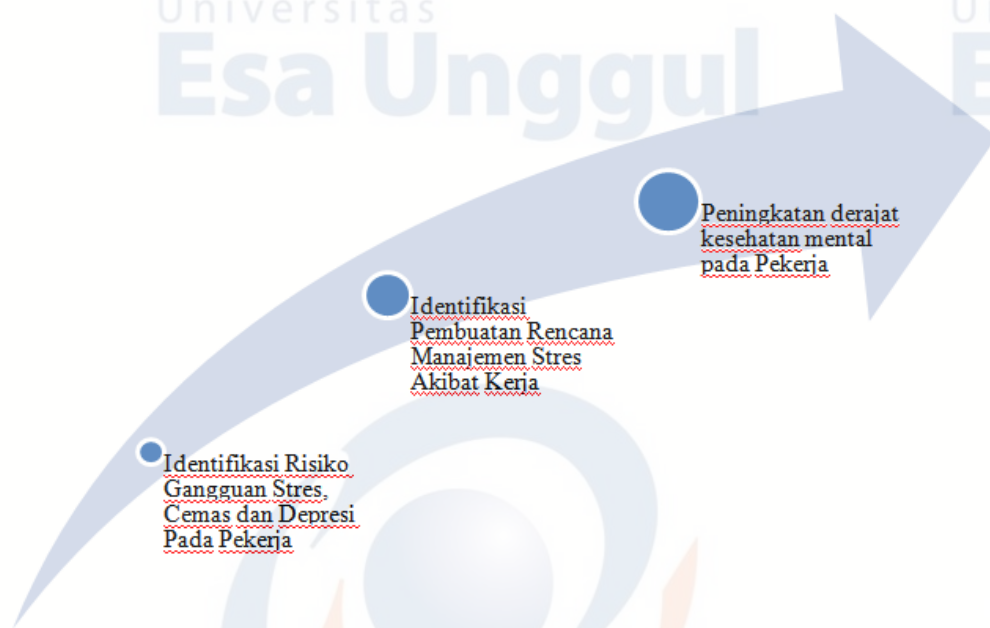 Universitas
Esa Unggul
Peningkatan derajat
kesehatan mental
pada Pekerja
Identifikasi
Pembuatan Rencana
Manajemen Stres
Akibat Kerja
Identifikasi Risiko
Gangguan Stres,
Cemas dan Depresi
Pada Pekerja